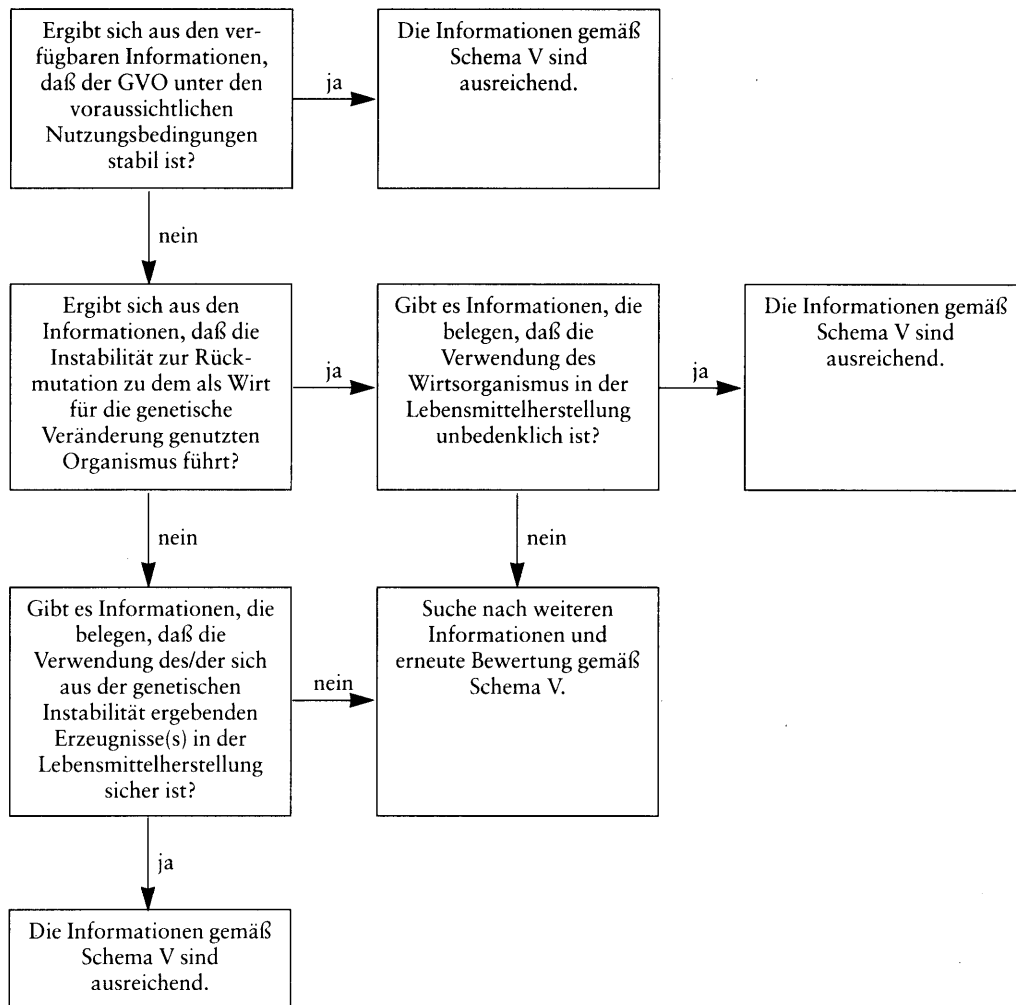 Ergibt sich aus den ver-
fügbaren Informationen,
daß der GVO unter den
voraussichtlichen
Nutzungsbedingungen
stabil ist?
ja
Die Informationen gemäß
Schema V sind
ausreichend.
nein
Ergibt sich aus den
Informationen, daß die
Instabilität zur Rück-
mutation zu dem als Wirt
für die genetische
Veränderung genutzten
Organismus führt?
ja
Gibt es Informationen, die
belegen, daß die
Verwendung des
Wirtsorganismus in der
Lebensmittelherstellung
unbedenklich ist?
ja
Die Informationen gemäß
Schema V sind
ausreichend.
nein
nein
Gibt es Informationen, die
belegen, daß die
Verwendung des/der sich
aus der genetischen
Instabilität ergebenden
Erzeugnisse(s) in der
Lebensmittelherstellung
sicher ist?
nein
Suche nach weiteren
Informationen und
erneute Bewertung gemäß
Schema V.
ja
Die Informationen gemäß
Schema V sind
ausreichend.